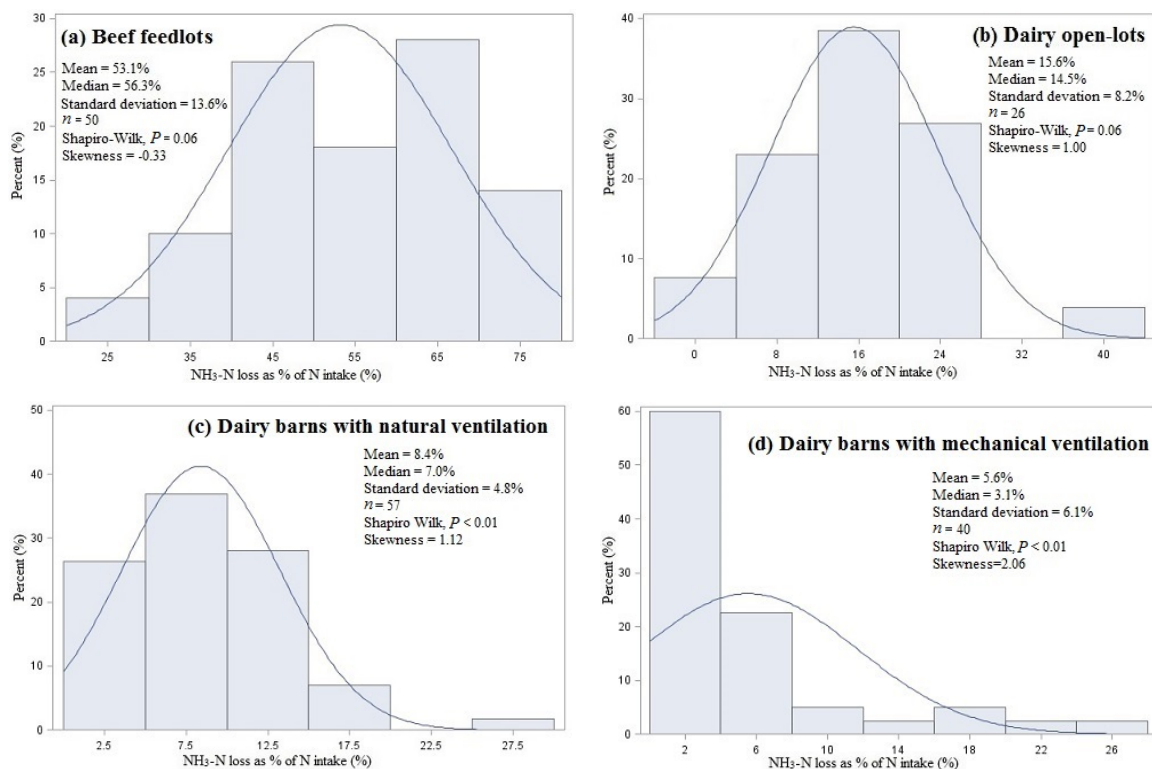 (a) Beef feedlots
Mean = 53.1%
Median = 56.3%
Standard deviation = 13.6%
n = 50
Shapiro-Wilk, P = 0.06
Skewness = -0.33
Percent (%)
30
25
20
15
10
5
0
25 35 45 55 65 75
NH₃-N loss as % of N intake (%)
(b) Dairy open-lots
Mean = 15.6%
Median = 14.5%
Standard devation = 8.2%
n = 26
Shapiro-Wilk, P = 0.06
Skewness = 1.00
Percent (%)
40
30
20
10
0
0 8 16 24 32 40
NH₃-N loss as % of N intake (%)
(c) Dairy barns with natural ventilation
Mean = 8.4%
Median = 7.0%
Standard deviation = 4.8%
n = 57
Shapiro Wilk, P < 0.01
Skewness = 1.12
Percent (%)
50
40
30
20
10
0
2.5 7.5 12.5 17.5 22.5 27.5
NH₃-N loss as % of N intake (%)
(d) Dairy barns with mechanical ventilation
Mean = 5.6%
Median = 3.1%
Standard deviation = 6.1%
n = 40
Shapiro Wilk, P < 0.01
Skewness=2.06
Percent (%)
60
50
40
30
20
10
0
2 6 10 14 18 22 26
NH₃-N loss as % of N intake (%)